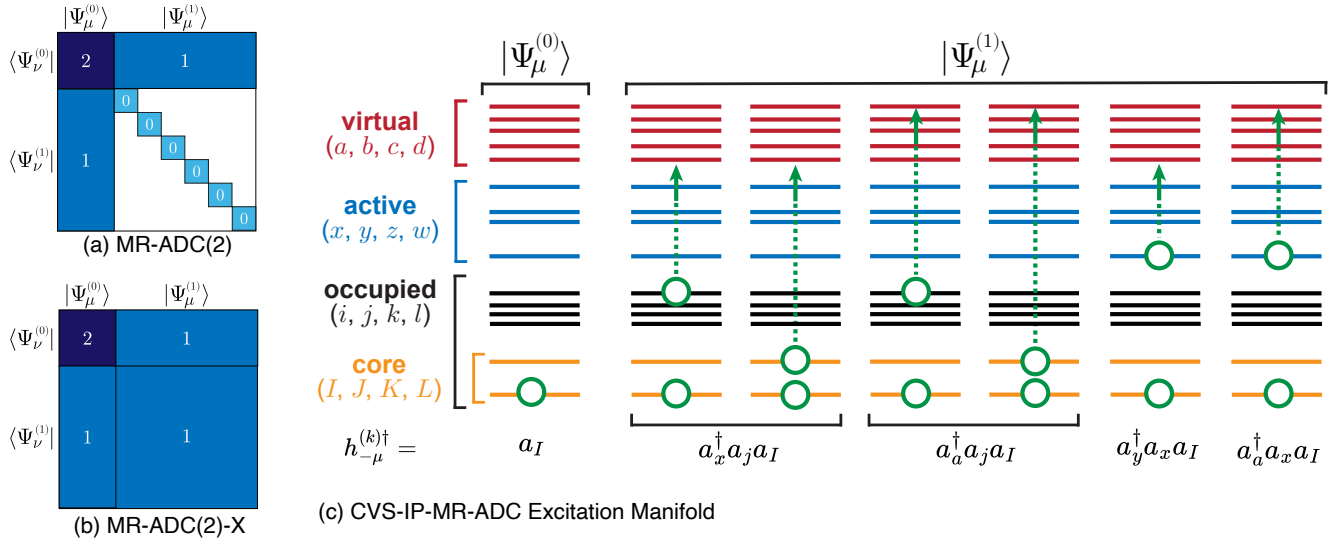 |Ψ_μ^(0)⟩ |Ψ_μ^(1)⟩
⟨Ψ_ν^(0)| 2 1
⟨Ψ_ν^(1)| 1 0 0 0 0 0 0
(a) MR-ADC(2)
|Ψ_μ^(0)⟩ |Ψ_μ^(1)⟩
⟨Ψ_ν^(0)| 2 1
⟨Ψ_ν^(1)| 1 1
(b) MR-ADC(2)-X
|Ψ_μ^(0)⟩ |Ψ_μ^(1)⟩
virtual
(a, b, c, d)
active
(x, y, z, w)
occupied
(i, j, k, l)
core
(I, J, K, L)
h_{-μ}^{(k)†} = a_I a_x^† a_j a_I a_a^† a_j a_I a_y^† a_x a_I a_a^† a_x a_I
(c) CVS-IP-MR-ADC Excitation Manifold